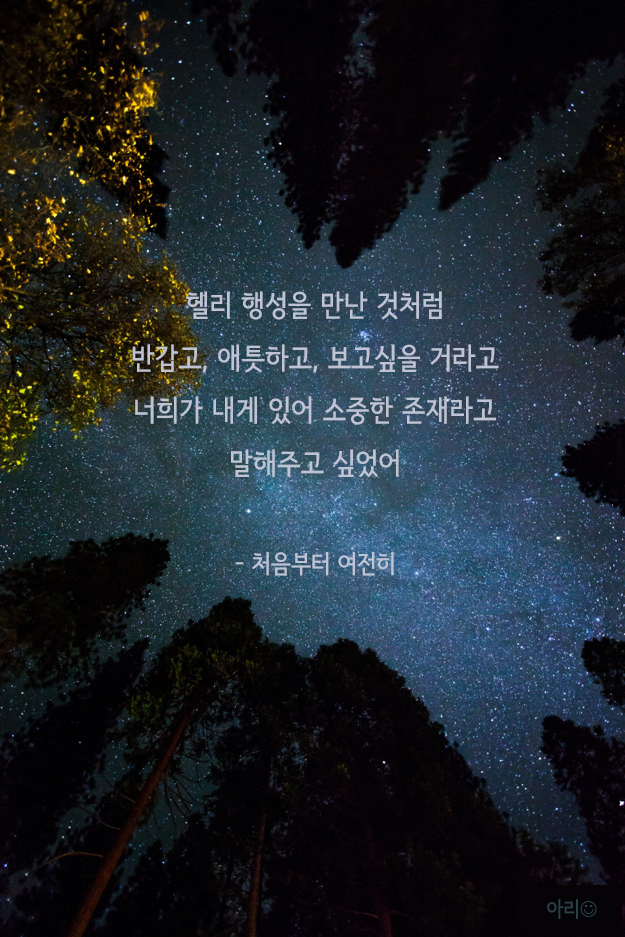 헬리 행성을 만난 것처럼
반갑고, 애틋하고, 보고싶을 거라고
너희가 내게 있어 소중한 존재라고
말해주고 싶었어
- 처음부터 여전히
아리☺